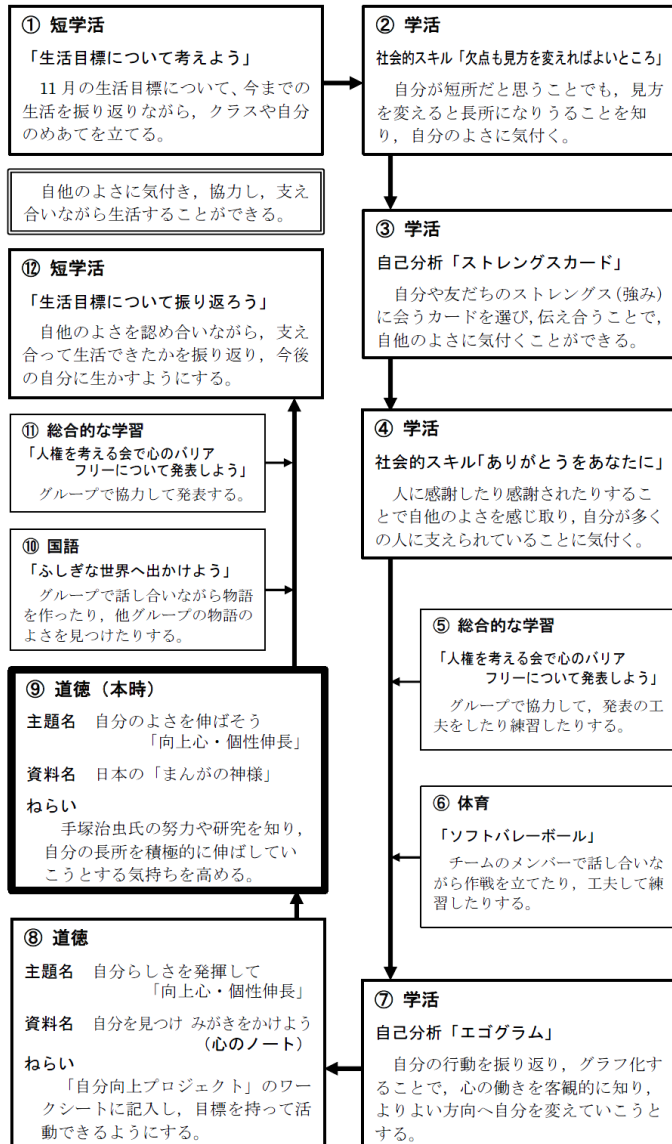 ① 短学活
「生活目標について考えよう」
11月の生活目標について、今までの
生活を振り返りながら，クラスや自分
のめあてを立てる。
② 学活
社会的スキル「欠点も見方を変えればよいところ」
自分が短所だと思うことでも，見方
を変えると長所になりうることを知
り，自分のよさに気付く。
自他のよさに気付き，協力し，支え
合いながら生活することができる。
③ 学活
自己分析「ストレングスカード」
自分や友だちのストレングス(強み)
に会うカードを選び,伝え合うことで，
自他のよさに気付くことができる。
④ 学活
社会的スキル「ありがとうをあなたに」
人に感謝したり感謝されたりするこ
とで自他のよさを感じ取り,自分が多く
の人に支えられていることに気付く。
⑤ 総合的な学習
「人権を考える会で心のバリア
フリーについて発表しよう」
グループで協力して，発表の工
夫をしたり練習したりする。
⑥ 体育
「ソフトバレーボール」
チームのメンバーで話し合いな
がら作戦を立てたり，工夫して練
習したりする。
⑦ 学活
自己分析「エゴグラム」
自分の行動を振り返り，グラフ化す
ることで，心の働きを客観的に知り，
よりよい方向へ自分を変えていこうと
する。
⑧ 道徳
主題名 自分らしさを発揮して
「向上心・個性伸長」
資料名 自分を見つけ みがきをかけよう
(心のノート)
ねらい
「自分向上プロジェクト」のワー
クシートに記入し，目標を持って活
動できるようにする。
⑨ 道徳（本時）
主題名 自分のよさを伸ばそう
「向上心・個性伸長」
資料名 日本の「まんがの神様」
ねらい
手塚治虫氏の努力や研究を知り，
自分の長所を積極的に伸ばしてい
こうとする気持ちを高める。
⑩ 国語
「ふしぎな世界へ出かけよう」
グループで話し合いながら物語
を作ったり，他グループの物語の
よさを見つけたりする。
⑪ 総合的な学習
「人権を考える会で心のバリア
フリーについて発表しよう」
グループで協力して発表する。
⑫ 短学活
「生活目標について振り返ろう」
自他のよさを認め合いながら，支え
合って生活できたかを振り返り，今後
の自分に生かすようにする。